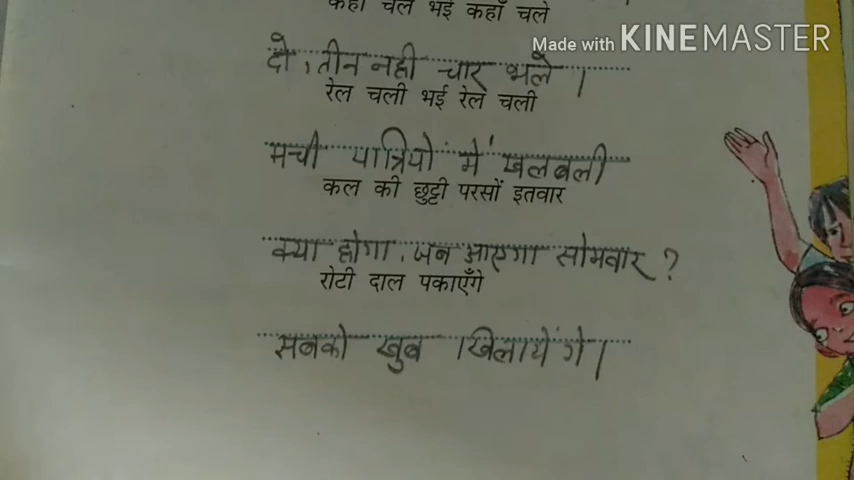 कहाँ चले भई कहाँ चले
Made with KINEMASTER
दो, तीन नही चार भले ।
रेल चली भई रेल चली
मची यात्रियों में खलबली
कल की छुट्टी परसों इतवार
क्या होगा, जब आएगा सोमवार ?
रोटी दाल पकाएँगे
सबको खुब खिलायेंगे।